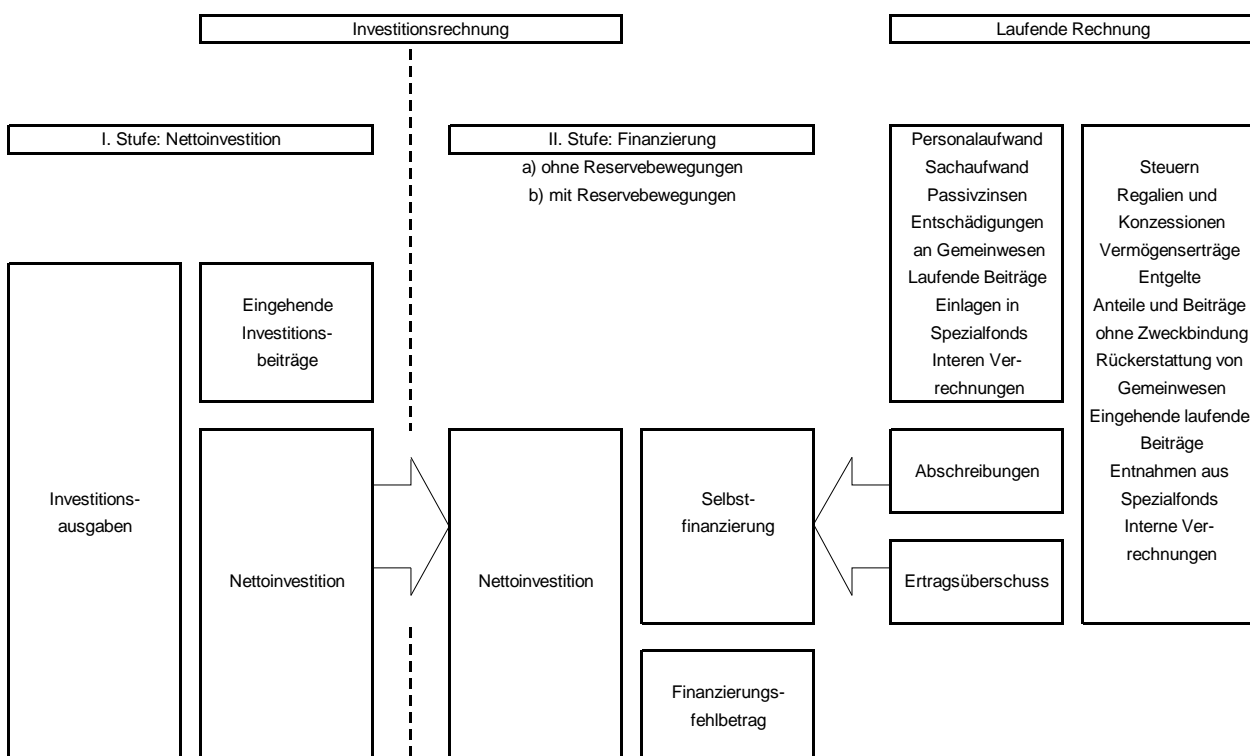 Investitionsrechnung
Laufende Rechnung
I. Stufe: Nettoinvestition
II. Stufe: Finanzierung
a) ohne Reservebewegungen
b) mit Reservebewegungen
Investitions-
ausgaben
Eingehende
Investitions-
beiträge
Nettoinvestition
Nettoinvestition
Selbst-
finanzierung
Finanzierungs-
fehlbetrag
Personalaufwand
Sachaufwand
Passivzinsen
Entschädigungen
an Gemeinwesen
Laufende Beiträge
Einlagen in
Spezialfonds
Interen Ver-
rechnungen
Abschreibungen
Ertragsüberschuss
Steuern
Regalien und
Konzessionen
Vermögenserträge
Entgelte
Anteile und Beiträge
ohne Zweckbindung
Rückerstattung von
Gemeinwesen
Eingehende laufende
Beiträge
Entnahmen aus
Spezialfonds
Interne Ver-
rechnungen